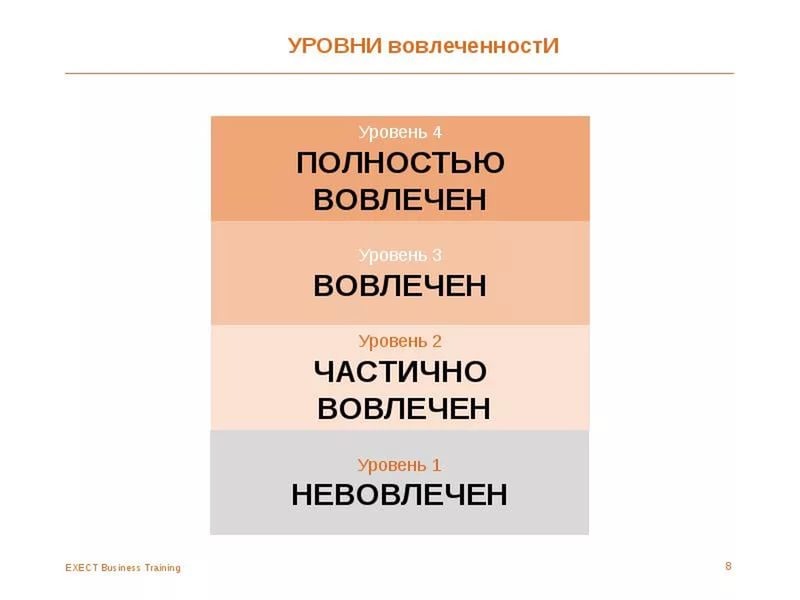 УРОВНИ вовлеченностИ
Уровень 4
ПОЛНОСТЬЮ
ВОВЛЕЧЕН
Уровень 3
ВОВЛЕЧЕН
Уровень 2
ЧАСТИЧНО
ВОВЛЕЧЕН
Уровень 1
НЕВОВЛЕЧЕН
EXECT Business Training
8